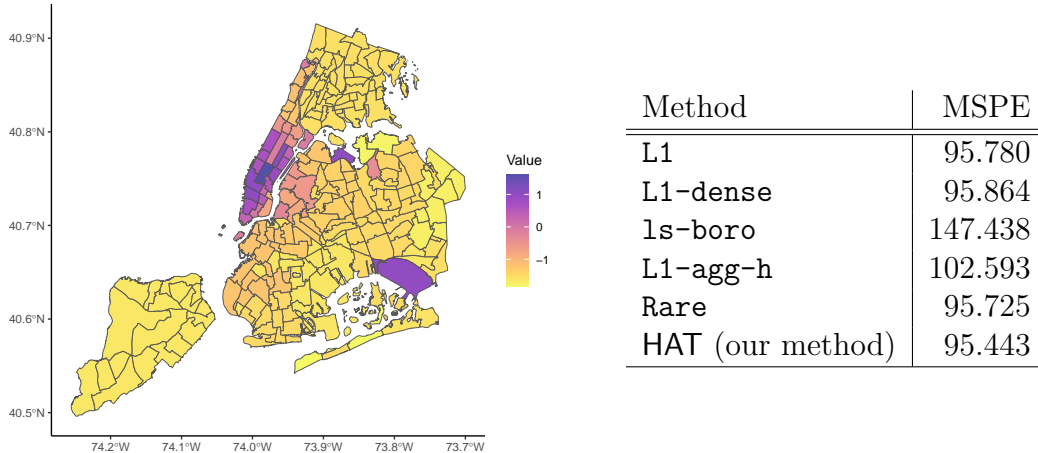 40.9°N
40.8°N
40.7°N
40.6°N
40.5°N
74.2°W 74.1°W 74.0°W 73.9°W 73.8°W 73.7°W
Value
1
0
−1
Method MSPE
L1 95.780
L1-dense 95.864
ls-boro 147.438
L1-agg-h 102.593
Rare 95.725
HAT (our method) 95.443